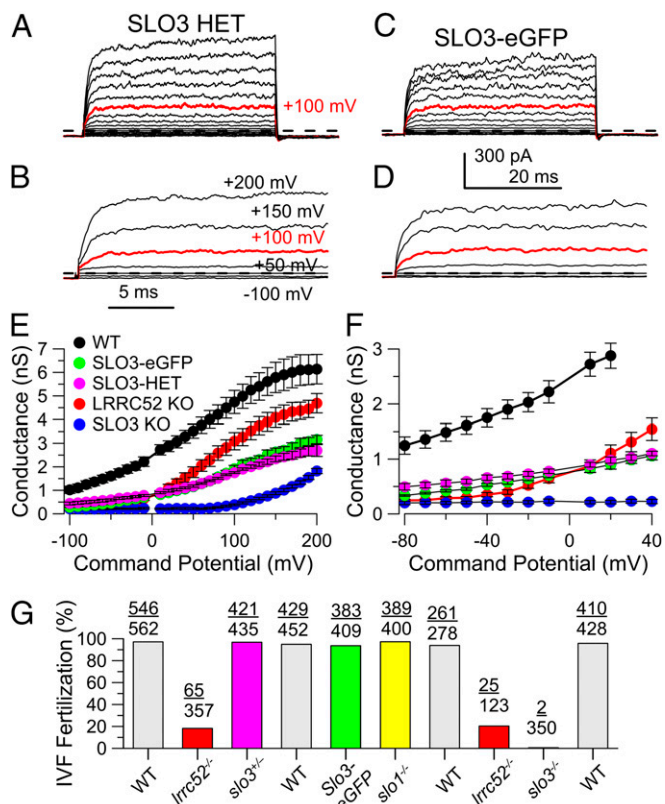 A
SLO3 HET
+100 mV
C
SLO3-eGFP
300 pA
20 ms
B
+200 mV
+150 mV
+100 mV
+50 mV
-100 mV
5 ms
D
E
WT
SLO3-eGFP
SLO3-HET
LRRC52 KO
SLO3 KO
Conductance (nS)
7
6
5
4
3
2
1
0
-100
0
100
200
Command Potential (mV)
F
Conductance (nS)
3
2
1
0
-80
-40
0
40
Command Potential (mV)
G
IVF Fertilization (%)
100
80
60
40
20
0
546
562
65
357
421
435
429
452
383
409
389
400
261
278
25
123
2
350
410
428
WT
lrrc52-/-
slo3+/-
WT
Slo3-
eGFP
slo1-/-
WT
lrrc52-/-
slo3-/-
WT